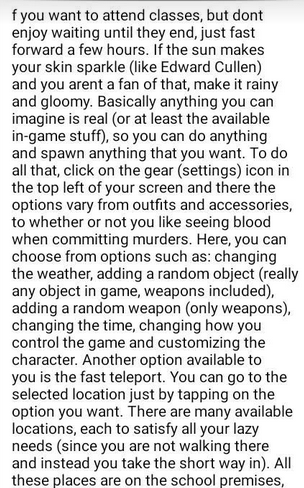 f you want to attend classes, but dont
enjoy waiting until they end, just fast
forward a few hours. If the sun makes
your skin sparkle (like Edward Cullen)
and you arent a fan of that, make it rainy
and gloomy. Basically anything you can
imagine is real (or at least the available
in-game stuff), so you can do anything
and spawn anything that you want. To do
all that, click on the gear (settings) icon in
the top left of your screen and there the
options vary from outfits and accessories,
to whether or not you like seeing blood
when committing murders. Here, you can
choose from options such as: changing
the weather, adding a random object (really
any object in game, weapons included),
adding a random weapon (only weapons),
changing the time, changing how you
control the game and customizing the
character. Another option available to
you is the fast teleport. You can go to the
selected location just by tapping on the
option you want. There are many available
locations, each to satisfy all your lazy
needs (since you are not walking there
and instead you take the short way in). All
these places are on the school premises,